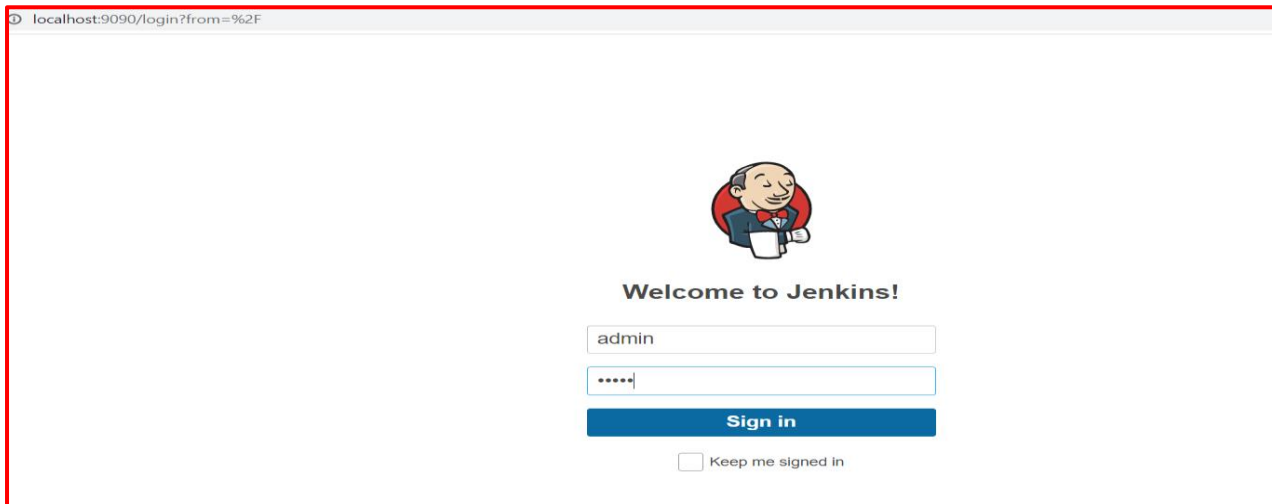 localhost:9090/login?from=%2F
Welcome to Jenkins!
admin
•••••
Sign in
Keep me signed in